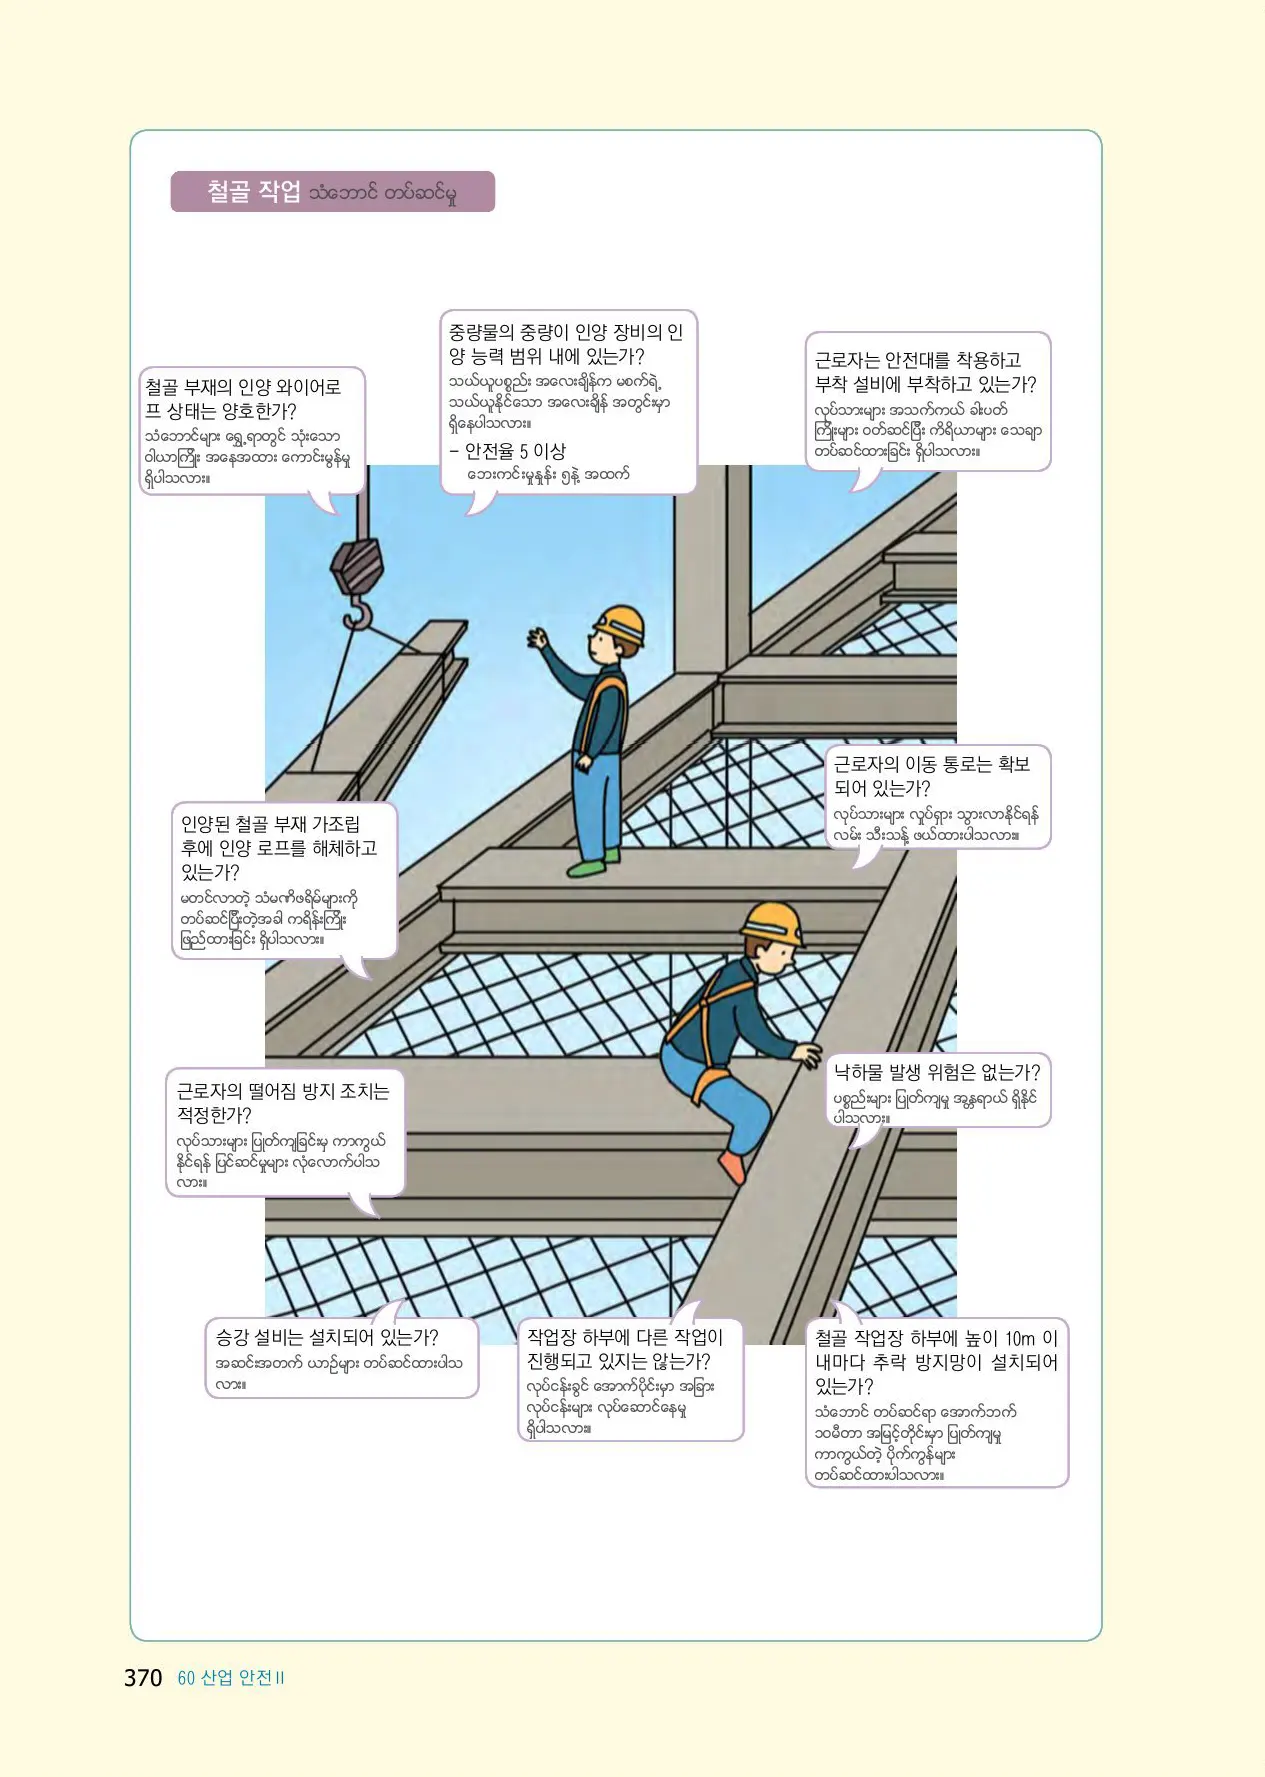 철골 작업 သံဘောင် တပ်ဆင်မှု
중량물의 중량이 인양 장비의 인
양 능력 범위 내에 있는가?
သယ်ယူပစ္စည်း အလေးချိန်က မစက်ရဲ့
သယ်ယူနိုင်သော အလေးချိန် အတွင်းမှာ
ရှိနေပါသလား။
- 안전율 5 이상
ဘေးကင်းမှုနှုန်း ၅နဲ့ အထက်
근로자는 안전대를 착용하고
부착 설비에 부착하고 있는가?
လုပ်သားများ အသက်ကယ် ခါးပတ်
ကြိုးများ ဝတ်ဆင်ပြီး ကိရိယာများ သေချာ
တပ်ဆင်ထားခြင်း ရှိပါသလား။
철골 부재의 인양 와이어로
프 상태는 양호한가?
သံဘောင်များ ရွှေ့ရာတွင် သုံးသော
ဝါယာကြိုး အနေအထား ကောင်းမွန်မှု
ရှိပါသလား။
근로자의 이동 통로는 확보
되어 있는가?
လုပ်သားများ လှုပ်ရှား သွားလာနိုင်ရန်
လမ်း သီးသန့် ဖယ်ထားပါသလား။
인양된 철골 부재 가조립
후에 인양 로프를 해체하고
있는가?
မတင်လာတဲ့ သံမဏိဖရိမ်များကို
တပ်ဆင်ပြီးတဲ့အခါ ကရိန်းကြိုး
ဖြည်ထားခြင်း ရှိပါသလား။
낙하물 발생 위험은 없는가?
ပစ္စည်းများ ပြုတ်ကျမှု အန္တရာယ် ရှိနိုင်
ပါသလား။
근로자의 떨어짐 방지 조치는
적정한가?
လုပ်သားများ ပြုတ်ကျခြင်းမှ ကာကွယ်
နိုင်ရန် ပြင်ဆင်မှုများ လုံလောက်ပါသ
လား။
승강 설비는 설치되어 있는가?
အဆင်းအတက် ယာဉ်များ တပ်ဆင်ထားပါသ
လား။
작업장 하부에 다른 작업이
진행되고 있지는 않는가?
လုပ်ငန်းခွင် အောက်ပိုင်းမှာ အခြား
လုပ်ငန်းများ လုပ်ဆောင်နေမှု
ရှိပါသလား။
철골 작업장 하부에 높이 10m 이
내마다 추락 방지망이 설치되어
있는가?
သံဘောင် တပ်ဆင်ရာ အောက်ဘက်
၁၀မီတာ အမြင့်တိုင်းမှာ ပြုတ်ကျမှု
ကာကွယ်တဲ့ ပိုက်ကွန်များ
တပ်ဆင်ထားပါသလား။
370 60 산업 안전Ⅱ